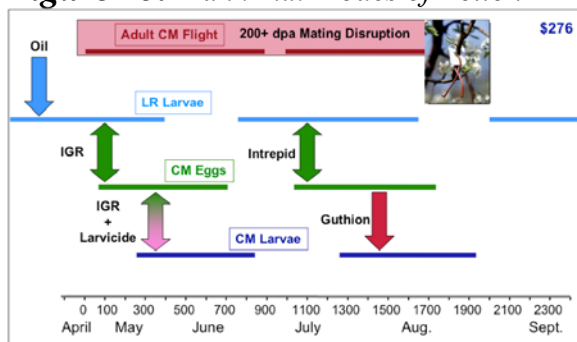 Adult CM Flight 200+ dpa Mating Disruption $276
Oil
LR Larvae
IGR
Intrepid
CM Eggs
IGR
+
Larvicide
Guthion
CM Larvae
0 100 300 500 700 900 1100 1300 1500 1700 1900 2100 2300
April May June July Aug. Sept.